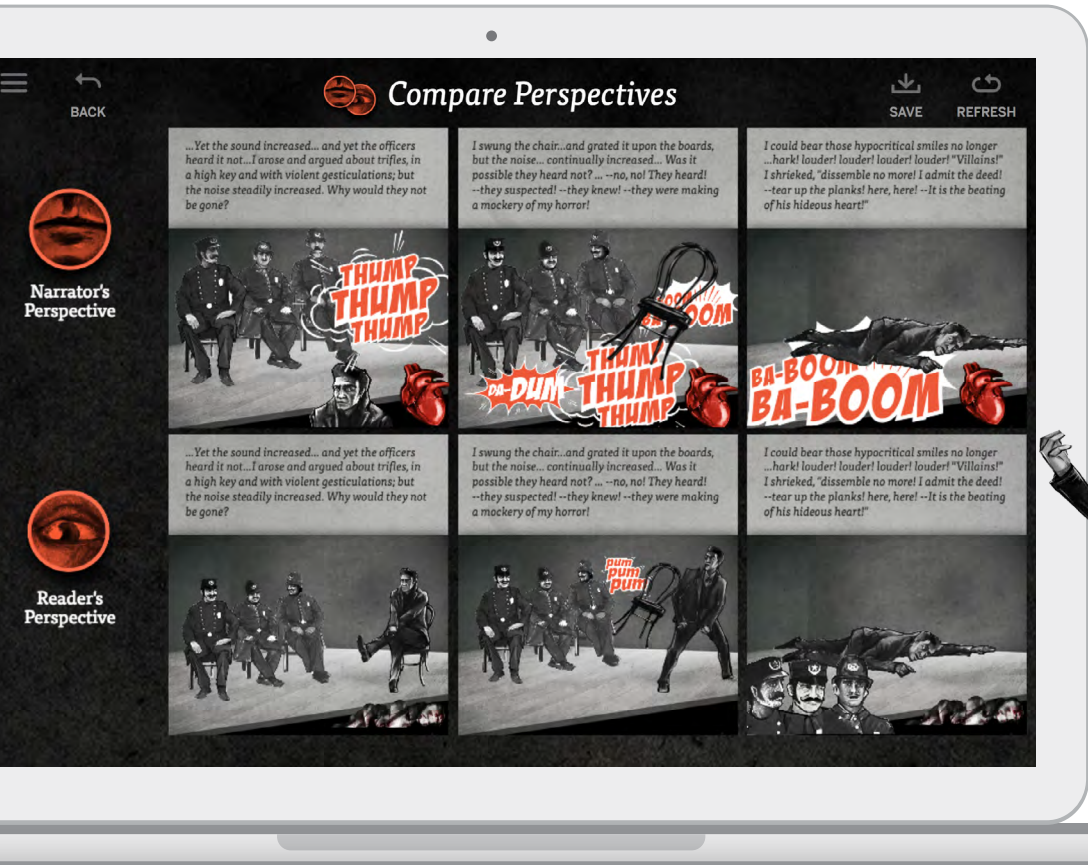 BACK
Compare Perspectives
SAVE
REFRESH
Narrator's
Perspective
...Yet the sound increased... and yet the officers
heard it not...I arose and argued about trifles, in
a high key and with violent gesticulations; but
the noise steadily increased. Why would they not
be gone?
I swung the chair...and grated it upon the boards,
but the noise... continually increased... Was it
possible they heard not? ... --no, no! They heard!
--they suspected! --they knew! --they were making
a mockery of my horror!
I could bear those hypocritical smiles no longer
...hark! louder! louder! louder! louder! "Villains!"
I shrieked, "dissemble no more! I admit the deed!
--tear up the planks! here, here! --It is the beating
of his hideous heart!"
THUMP
THUMP
THUMP
BOOM
BA-BOOM
DA-DUM
THUMP
THUMP
THUMP
BA-BOOM
BA-BOOM
Reader's
Perspective
...Yet the sound increased... and yet the officers
heard it not...I arose and argued about trifles, in
a high key and with violent gesticulations; but
the noise steadily increased. Why would they not
be gone?
I swung the chair...and grated it upon the boards,
but the noise... continually increased... Was it
possible they heard not? ... --no, no! They heard!
--they suspected! --they knew! --they were making
a mockery of my horror!
I could bear those hypocritical smiles no longer
...hark! louder! louder! louder! louder! "Villains!"
I shrieked, "dissemble no more! I admit the deed!
--tear up the planks! here, here! --It is the beating
of his hideous heart!"
pum
pum
pum